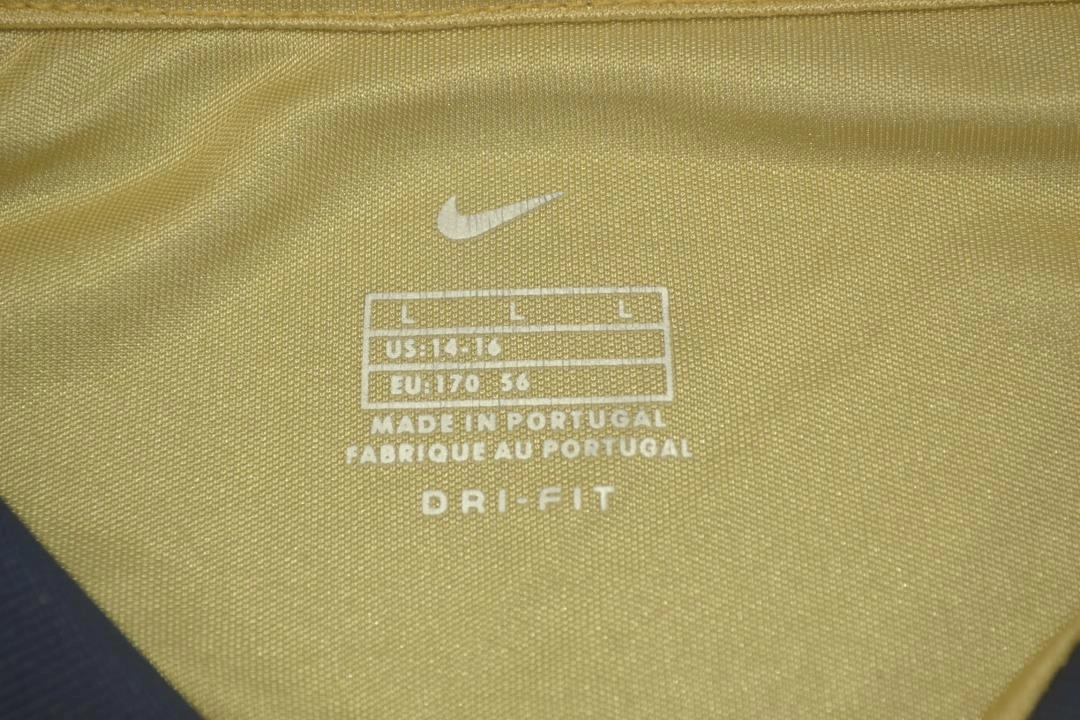 L L L
US:14-16
EU:170 56
MADE IN PORTUGAL
FABRIQUE AU PORTUGAL
DRI-FIT